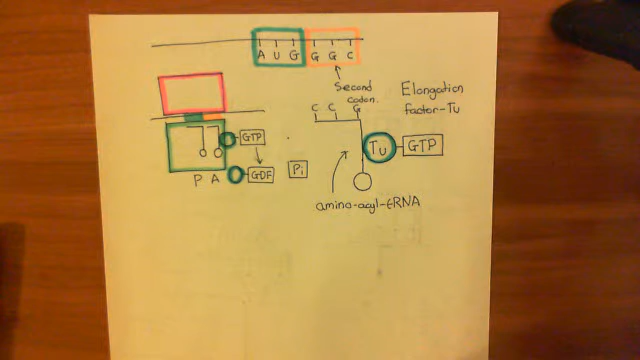 A U G G G C
Second
codon.
Elongation
factor-Tu
C C G
GTP
Tu
GTP
P A
GDP
Pi
amino-acyl-tRNA